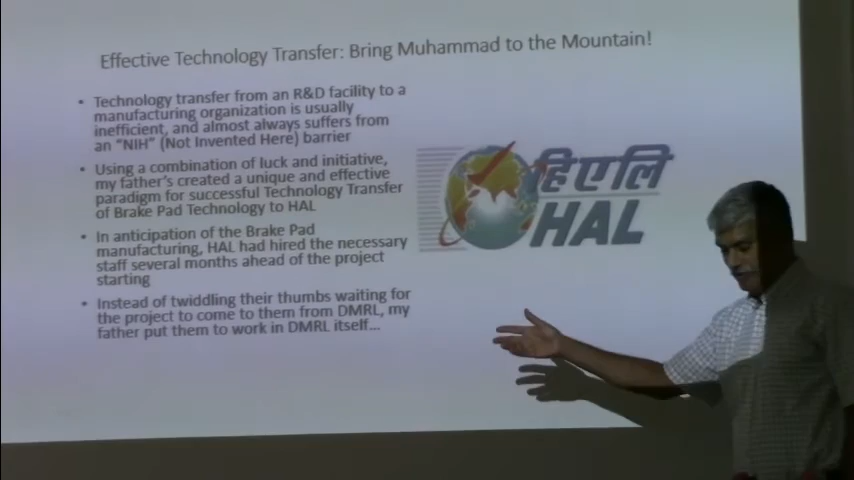 Effective Technology Transfer: Bring Muhammad to the Mountain!
• Technology transfer from an R&D facility to a
manufacturing organization is usually
inefficient, and almost always suffers from
an “NIH” (Not Invented Here) barrier
• Using a combination of luck and initiative,
my father’s created a unique and effective
paradigm for successful Technology Transfer
of Brake Pad Technology to HAL
• In anticipation of the Brake Pad
manufacturing, HAL had hired the necessary
staff several months ahead of the project
starting
• Instead of twiddling their thumbs waiting for
the project to come to them from DMRL, my
father put them to work in DMRL itself...
हिएलि
HAL